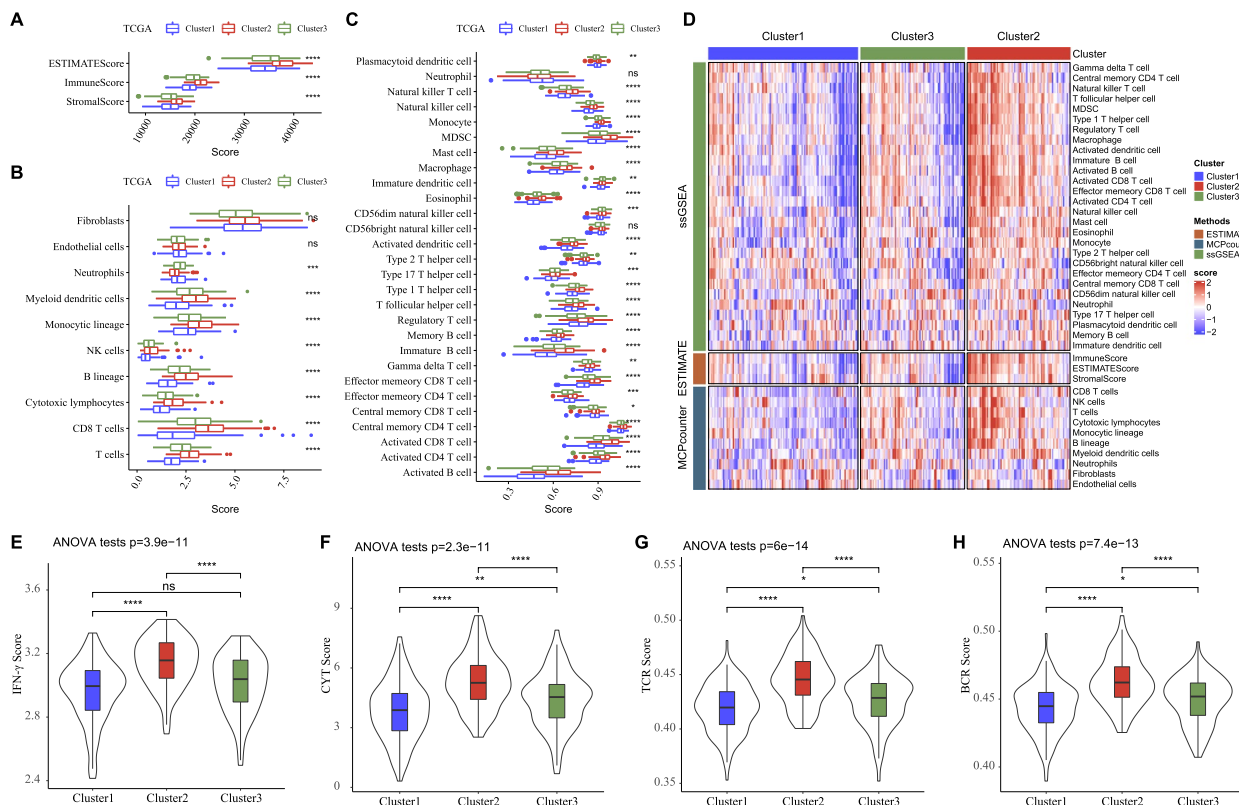 A
TCGA Cluster1 Cluster2 Cluster3
ESTIMATEScore ****
ImmuneScore ****
StromalScore ****
10000 20000 30000 40000
Score
B
TCGA Cluster1 Cluster2 Cluster3
Fibroblasts ns
Endothelial cells ns
Neutrophils ***
Myeloid dendritic cells ****
Monocytic lineage ****
NK cells ****
B lineage ****
Cytotoxic lymphocytes ****
CD8 T cells ****
T cells ****
0.0 2.5 5.0 7.5
Score
C
TCGA Cluster1 Cluster2 Cluster3
Plasmacytoid dendritic cell **
Neutrophil ns
Natural killer T cell ****
Natural killer cell ****
Monocyte ****
MDSC ****
Mast cell ****
Macrophage ****
Immature dendritic cell **
Eosinophil ****
CD56dim natural killer cell ***
CD56bright natural killer cell ns
Activated dendritic cell ****
Type 2 T helper cell **
Type 17 T helper cell ***
Type 1 T helper cell ****
T follicular helper cell ****
Regulatory T cell ****
Memory B cell ****
Immature B cell ****
Gamma delta T cell **
Effector memeory CD8 T cell ****
Effector memeory CD4 T cell ***
Central memory CD8 T cell *
Central memory CD4 T cell ****
Activated CD8 T cell ****
Activated CD4 T cell ****
Activated B cell ****
0.3 0.6 0.9
Score
D
Cluster1 Cluster3 Cluster2
Cluster
ssGSEA
Gamma delta T cell
Central memory CD4 T cell
Natural killer T cell
T follicular helper cell
MDSC
Type 1 T helper cell
Regulatory T cell
Macrophage
Activated dendritic cell
Immature B cell
Activated B cell
Activated CD8 T cell
Effector memeory CD8 T cell
Activated CD4 T cell
Natural killer cell
Mast cell
Eosinophil
Monocyte
Type 2 T helper cell
CD56bright natural killer cell
Effector memeory CD4 T cell
Central memory CD8 T cell
CD56dim natural killer cell
Neutrophil
Type 17 T helper cell
Plasmacytoid dendritic cell
Memory B cell
Immature dendritic cell
ESTIMATE
ImmuneScore
ESTIMATEScore
StromalScore
MCPcounter
CD8 T cells
NK cells
T cells
Cytotoxic lymphocytes
Monocytic lineage
B lineage
Myeloid dendritic cells
Neutrophils
Fibroblasts
Endothelial cells
Cluster
Cluster1
Cluster2
Cluster3
Methods
ESTIMAT
MCPcount
ssGSEA
score
2
1
0
−1
−2
E
ANOVA tests p=3.9e−11
****
ns
****
IFN-γ Score
3.6
3.2
2.8
2.4
Cluster1 Cluster2 Cluster3
F
ANOVA tests p=2.3e−11
****
**
****
CYT Score
9
6
3
0
Cluster1 Cluster2 Cluster3
G
ANOVA tests p=6e−14
****
*
****
TCR Score
0.55
0.50
0.45
0.40
0.35
Cluster1 Cluster2 Cluster3
H
ANOVA tests p=7.4e−13
****
*
****
BCR Score
0.55
0.50
0.45
0.40
Cluster1 Cluster2 Cluster3